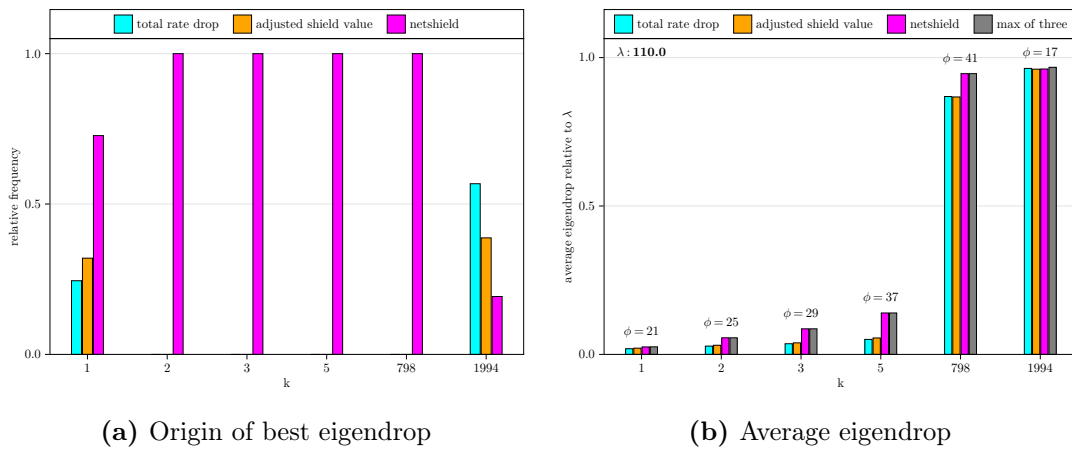 total rate drop adjusted shield value netshield
1.0
0.5
0.0
relative frequency
1 2 3 5 798 1994
k
(a) Origin of best eigendrop
total rate drop adjusted shield value netshield max of three
λ : 110.0
ϕ = 21
ϕ = 25
ϕ = 29
ϕ = 37
ϕ = 41
ϕ = 17
1.0
0.5
0.0
average eigendrop relative to λ
1 2 3 5 798 1994
k
(b) Average eigendrop